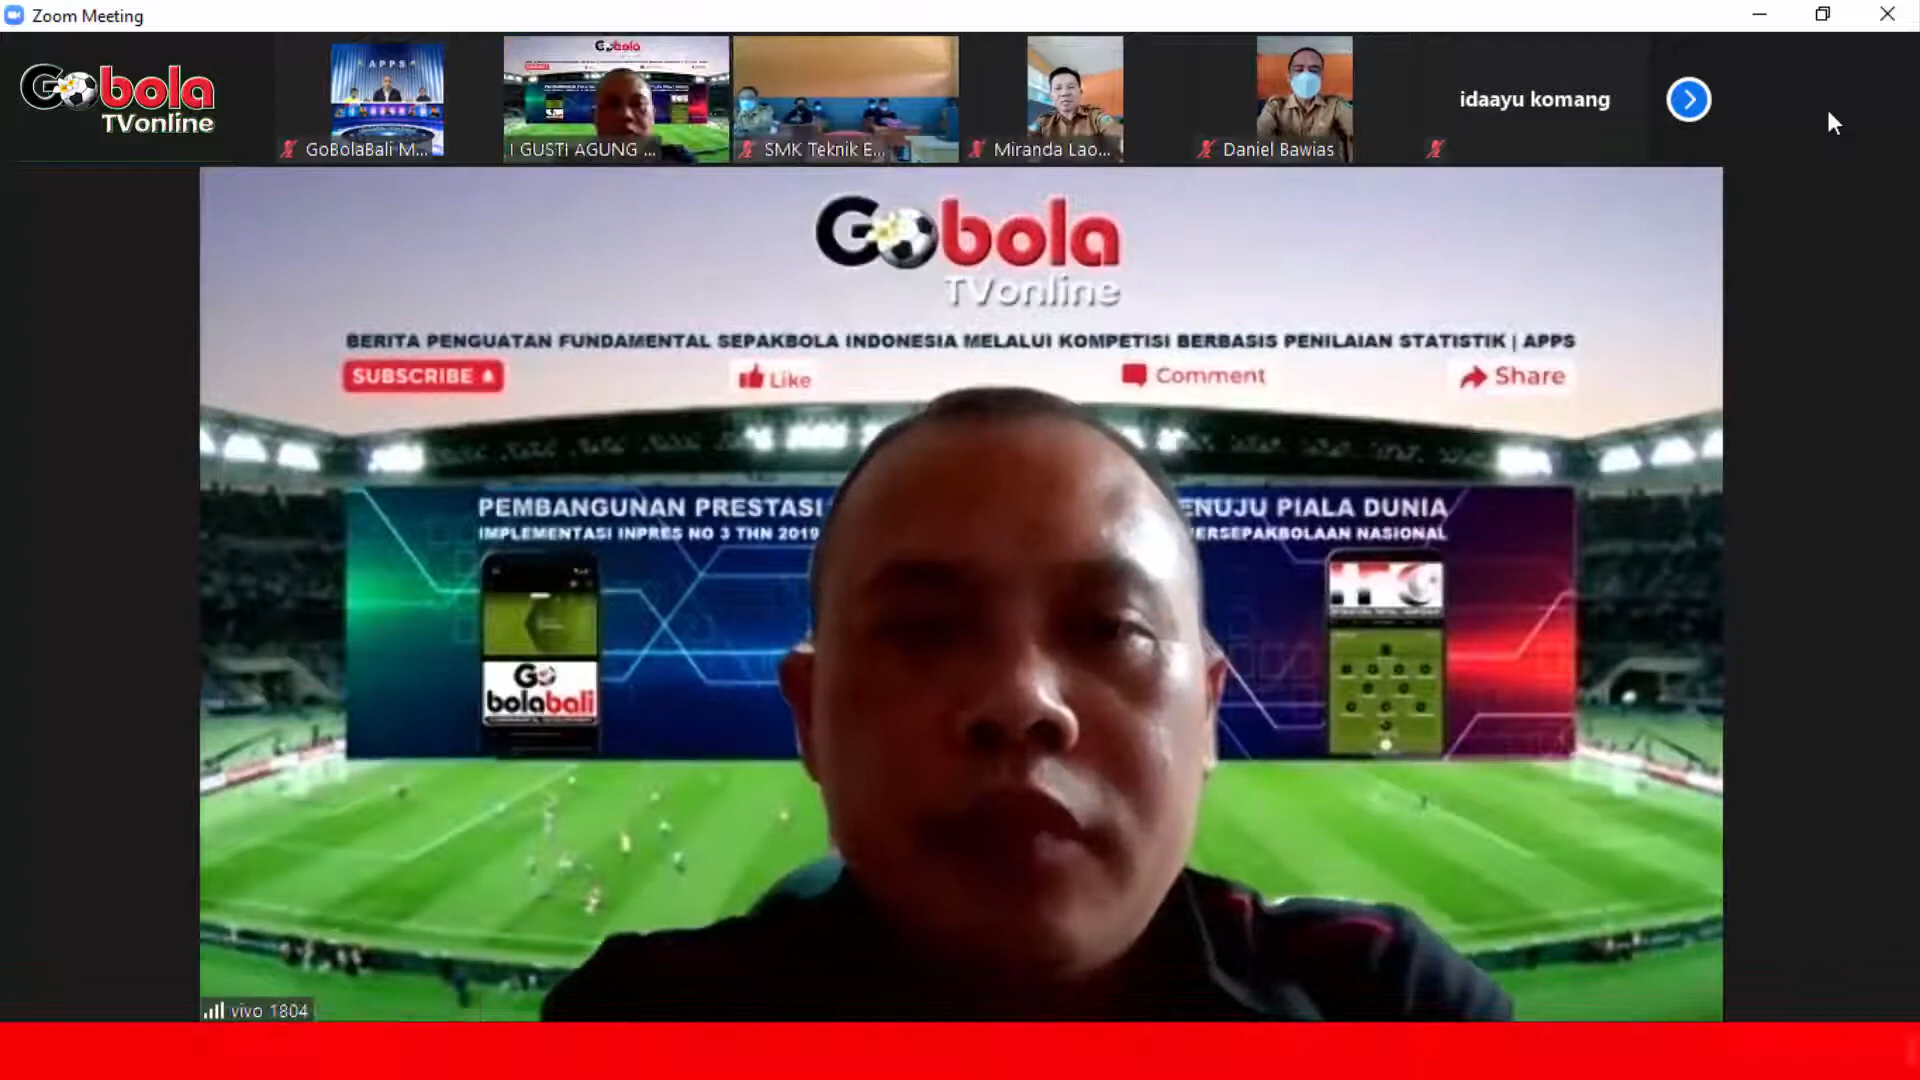 Zoom Meeting
Gobola
TVonline
APPS
GoBolaBali M...
Gobola
I GUSTI AGUNG ...
SMK Teknik E...
Miranda Lao...
Daniel Bawias
idaayu komang
Gobola
TVonline
BERITA PENGUATAN FUNDAMENTAL SEPAKBOLA INDONESIA MELALUI KOMPETISI BERBASIS PENILAIAN STATISTIK | APPS
SUBSCRIBE Like Comment Share
PEMBANGUNAN PRESTASI ENUJU PIALA DUNIA
IMPLEMENTASI INPRES NO 3 THN 2019 ERSEPAKBOLAAN NASIONAL
Go
bolabali
vivo 1804